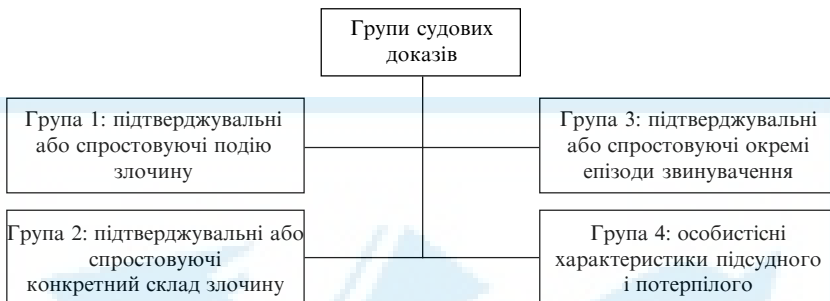 Групи судових
доказів
Група 1: підтверджувальні
або спростовуючі подію
злочину
Група 2: підтверджувальні або
спростовуючі
конкретний склад злочину
Група 3: підтверджувальні
або спростовуючі окремі
епізоди звинувачення
Група 4: особистісні
характеристики підсудного
і потерпілого